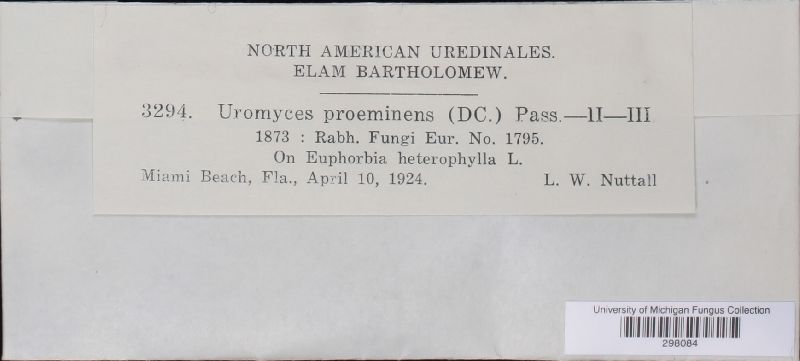 NORTH AMERICAN UREDINALES.
ELAM BARTHOLOMEW.
3294. Uromyces proeminens (DC.) Pass.—II—III
1873 : Rabh. Fungi Eur. No. 1795.
On Euphorbia heterophylla L.
Miami Beach, Fla., April 10, 1924. L. W. Nuttall
University of Michigan Fungus Collection
298084